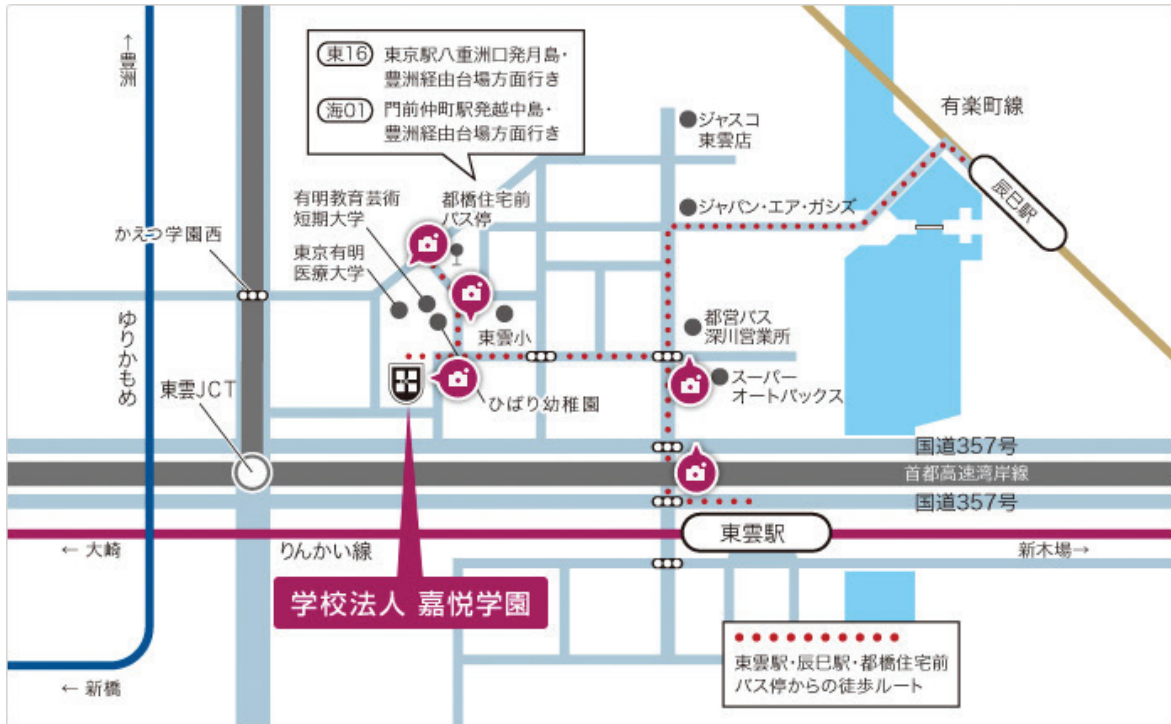 ↑豊洲
東16 東京駅八重洲口発月島・
豊洲経由台場方面行き
海01 門前仲町駅発越中島・
豊洲経由台場方面行き
有楽町線
ジャスコ
東雲店
辰巳駅
有明教育芸術
短期大学
都橋住宅前
バス停
ジャパン・エア・ガシズ
かえつ学園西
東京有明
医療大学
ゆりかもめ
東雲小
都営バス
深川営業所
東雲JCT
スーパー
オートバックス
ひばり幼稚園
国道357号
首都高速湾岸線
国道357号
東雲駅
← 大崎
りんかい線
新木場→
学校法人 嘉悦学園
東雲駅・辰巳駅・都橋住宅前
バス停からの徒歩ルート
← 新橋